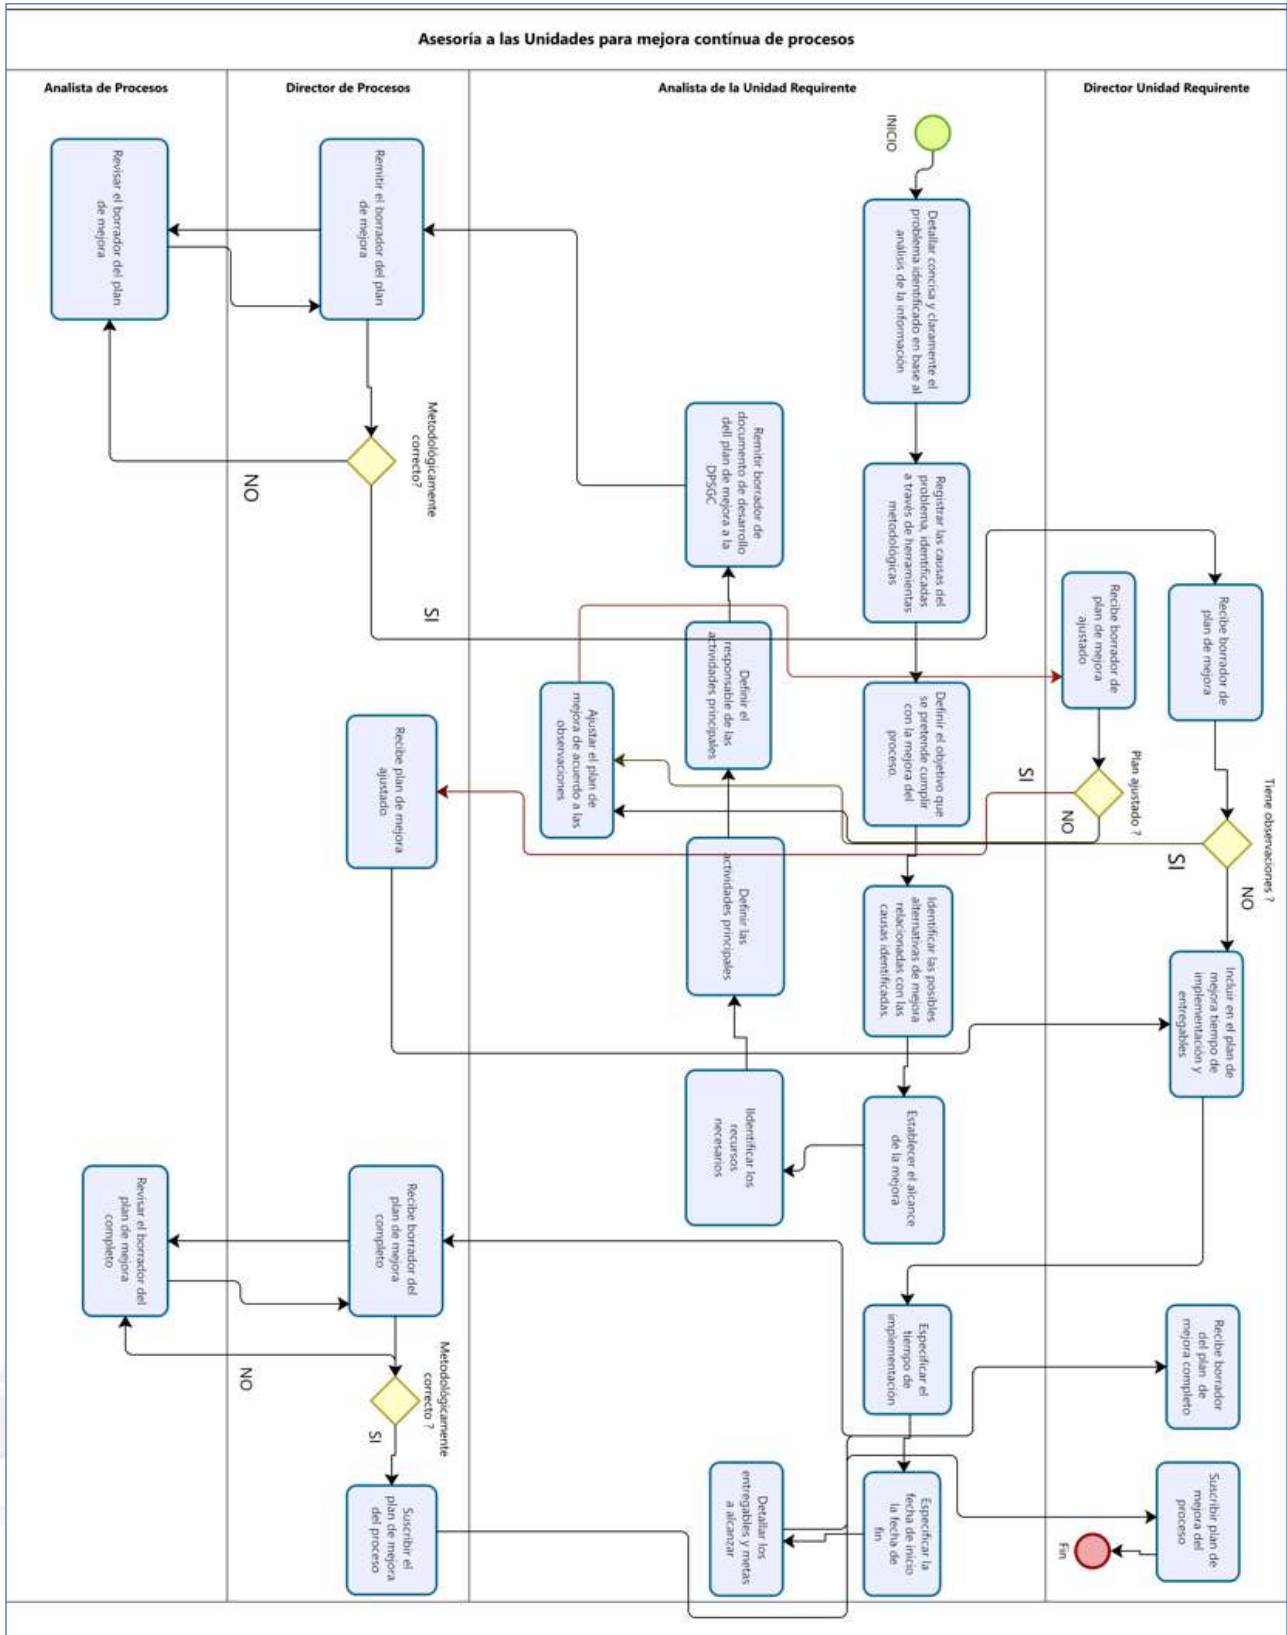 Asesoría a las Unidades para mejora contínua de procesos
Analista de Procesos
Director de Procesos
Analista de la Unidad Requirente
Director Unidad Requirente
INICIO
Detallar concisa y claramente el
problema identificado en base al
análisis de la información
Registrar las causas del
problema, identificadas
a través de herramientas
metodológicas
Definir el objetivo que
se pretende cumplir
con la mejora del
proceso.
Identificar las posibles
alternativas de mejora
relacionadas con las
causas identificadas.
Establecer el alcance
de la mejora
IIdentificar los
recursos
necesarios
Definir las
actividades principales
Definir el
responsable de las
actividades principales
Remitir borrador de
documento de desarrollo
dell plan de mejora a la
DPSGC
Remitir el borrador del plan
de mejora
Revisar el borrador del plan
de mejora
Metodológicamente
correcto?
NO
SI
Recibe borrador de
plan de mejora
Tiene observaciones ?
SI
NO
Ajustar el plan de
mejora de acuerdo a las
observaciones
Recibe borrador de
plan de mejora
ajustado
Plan ajustado ?
NO
SI
Recibe plan de mejora
ajustado
Incluir en el plan de
mejora tiempo de
implementación y
entregables
Especificar el
tiempo de
implementación
Especificar la
fecha de inicio
la fecha de
fin
Detallar los
entregables y metas
a alcanzar
Recibe borrador
del plan de
mejora completo
Recibe borrador del
plan de mejora
completo
Revisar el borrador del
plan de mejora
completo
Metodológicamente
correcto ?
NO
SI
Suscribir el
plan de mejora
del proceso
Suscribir plan de
mejora del
proceso
Fin